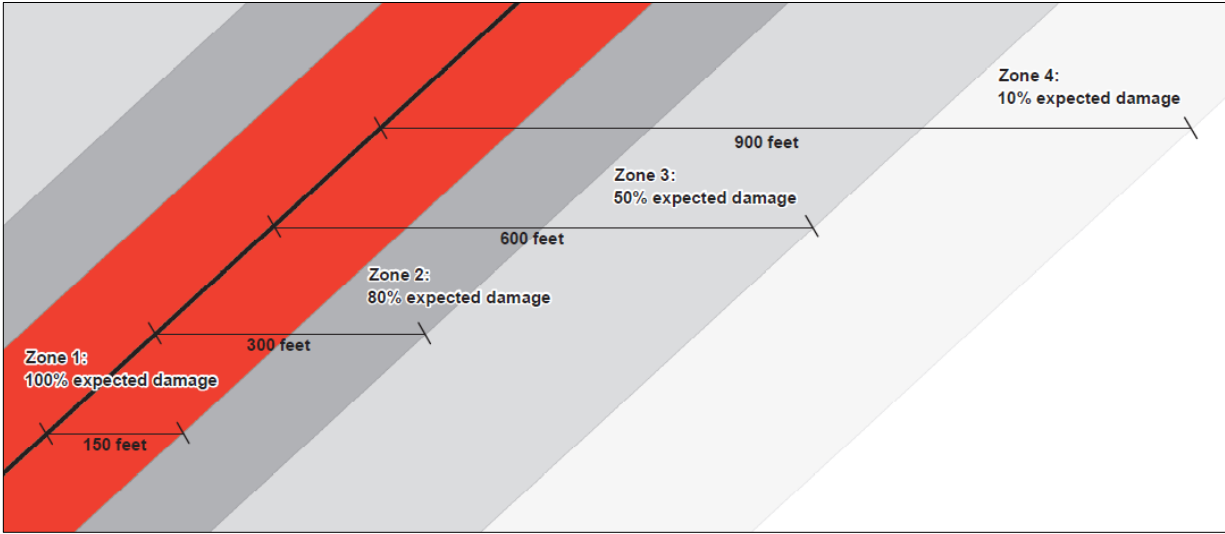 Zone 4:
10% expected damage
900 feet
Zone 3:
50% expected damage
600 feet
Zone 2:
80% expected damage
300 feet
Zone 1:
100% expected damage
150 feet